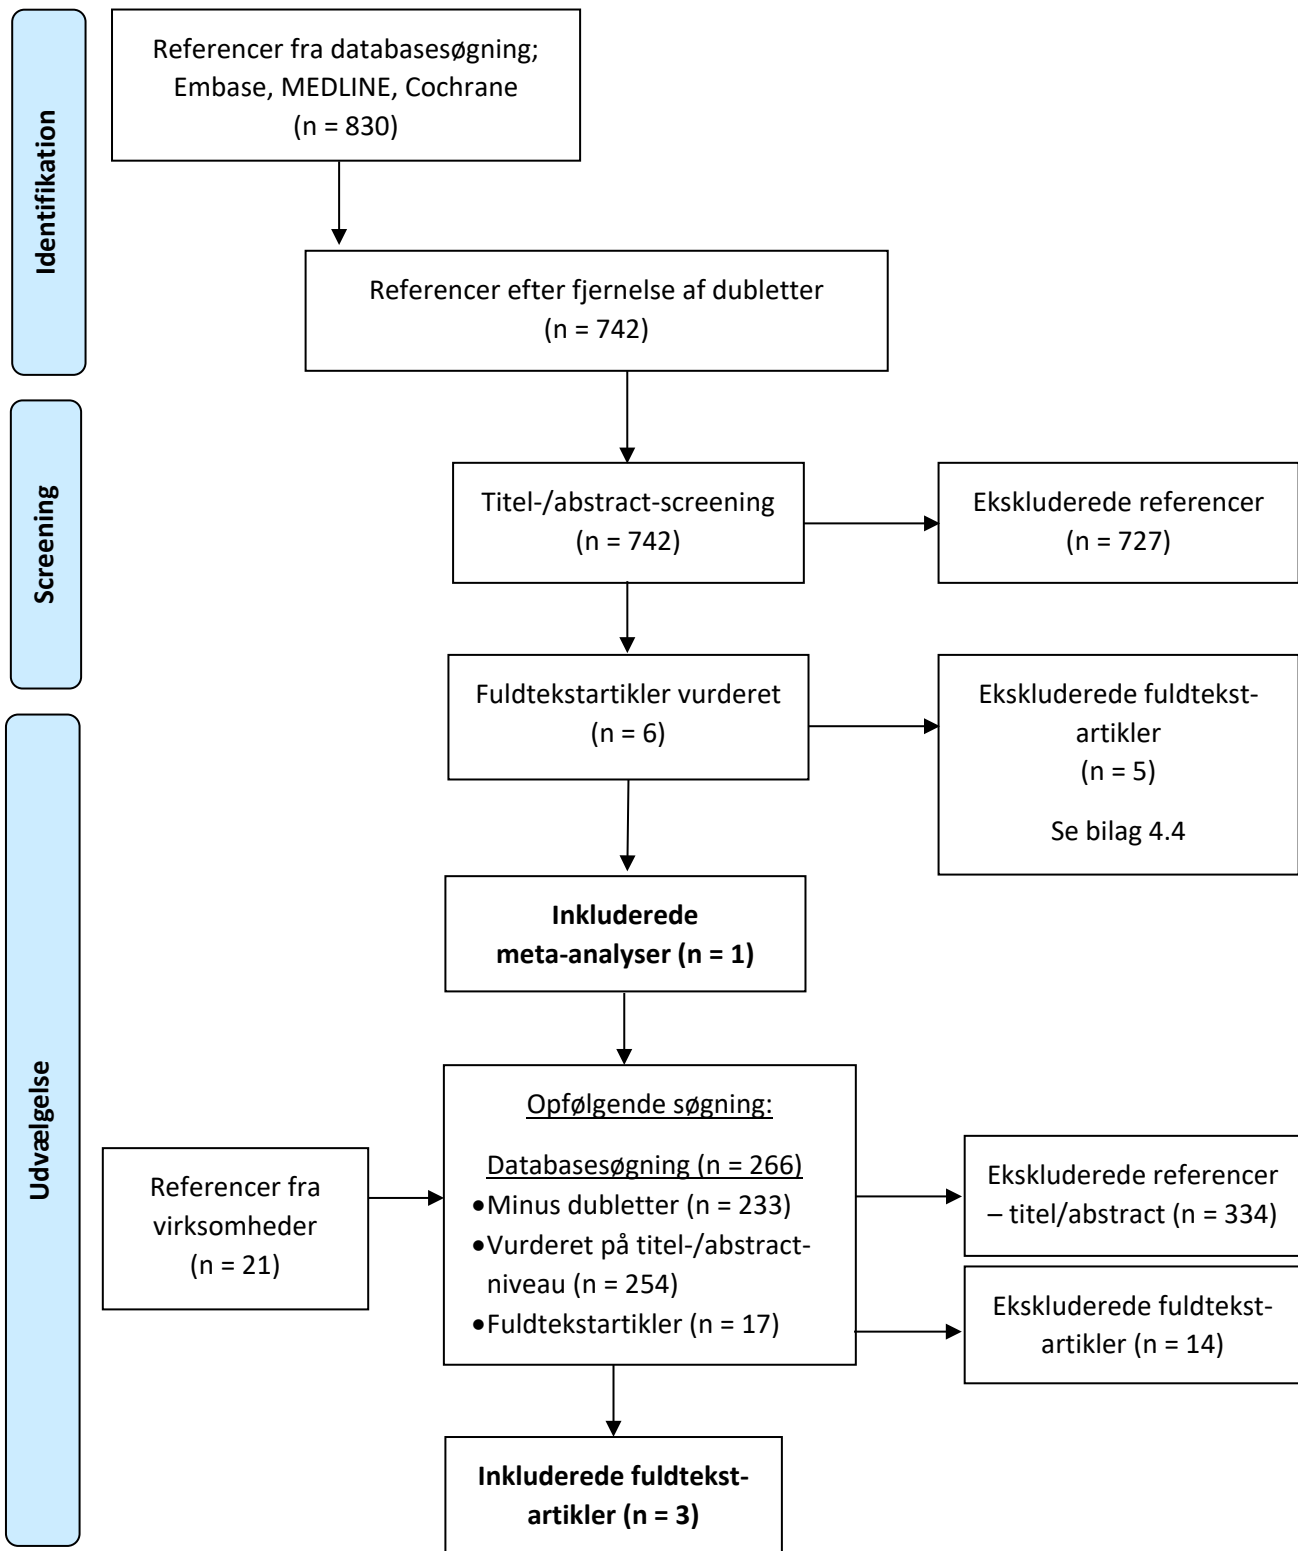 Identifikation
Referencer fra databasesøgning;
Embase, MEDLINE, Cochrane
(n = 830)
Referencer efter fjernelse af dubletter
(n = 742)
Screening
Titel-/abstract-screening
(n = 742)
Ekskluderede referencer
(n = 727)
Fuldtekstartikler vurderet
(n = 6)
Ekskluderede fuldtekst-
artikler
(n = 5)
Se bilag 4.4
Udvælgelse
Inkluderede
meta-analyser (n = 1)
Referencer fra
virksomheder
(n = 21)
Opfølgende søgning:
Databasesøgning (n = 266)
•Minus dubletter (n = 233)
•Vurderet på titel-/abstract-
niveau (n = 254)
•Fuldtekstartikler (n = 17)
Ekskluderede referencer
– titel/abstract (n = 334)
Ekskluderede fuldtekst-
artikler (n = 14)
Inkluderede fuldtekst-
artikler (n = 3)